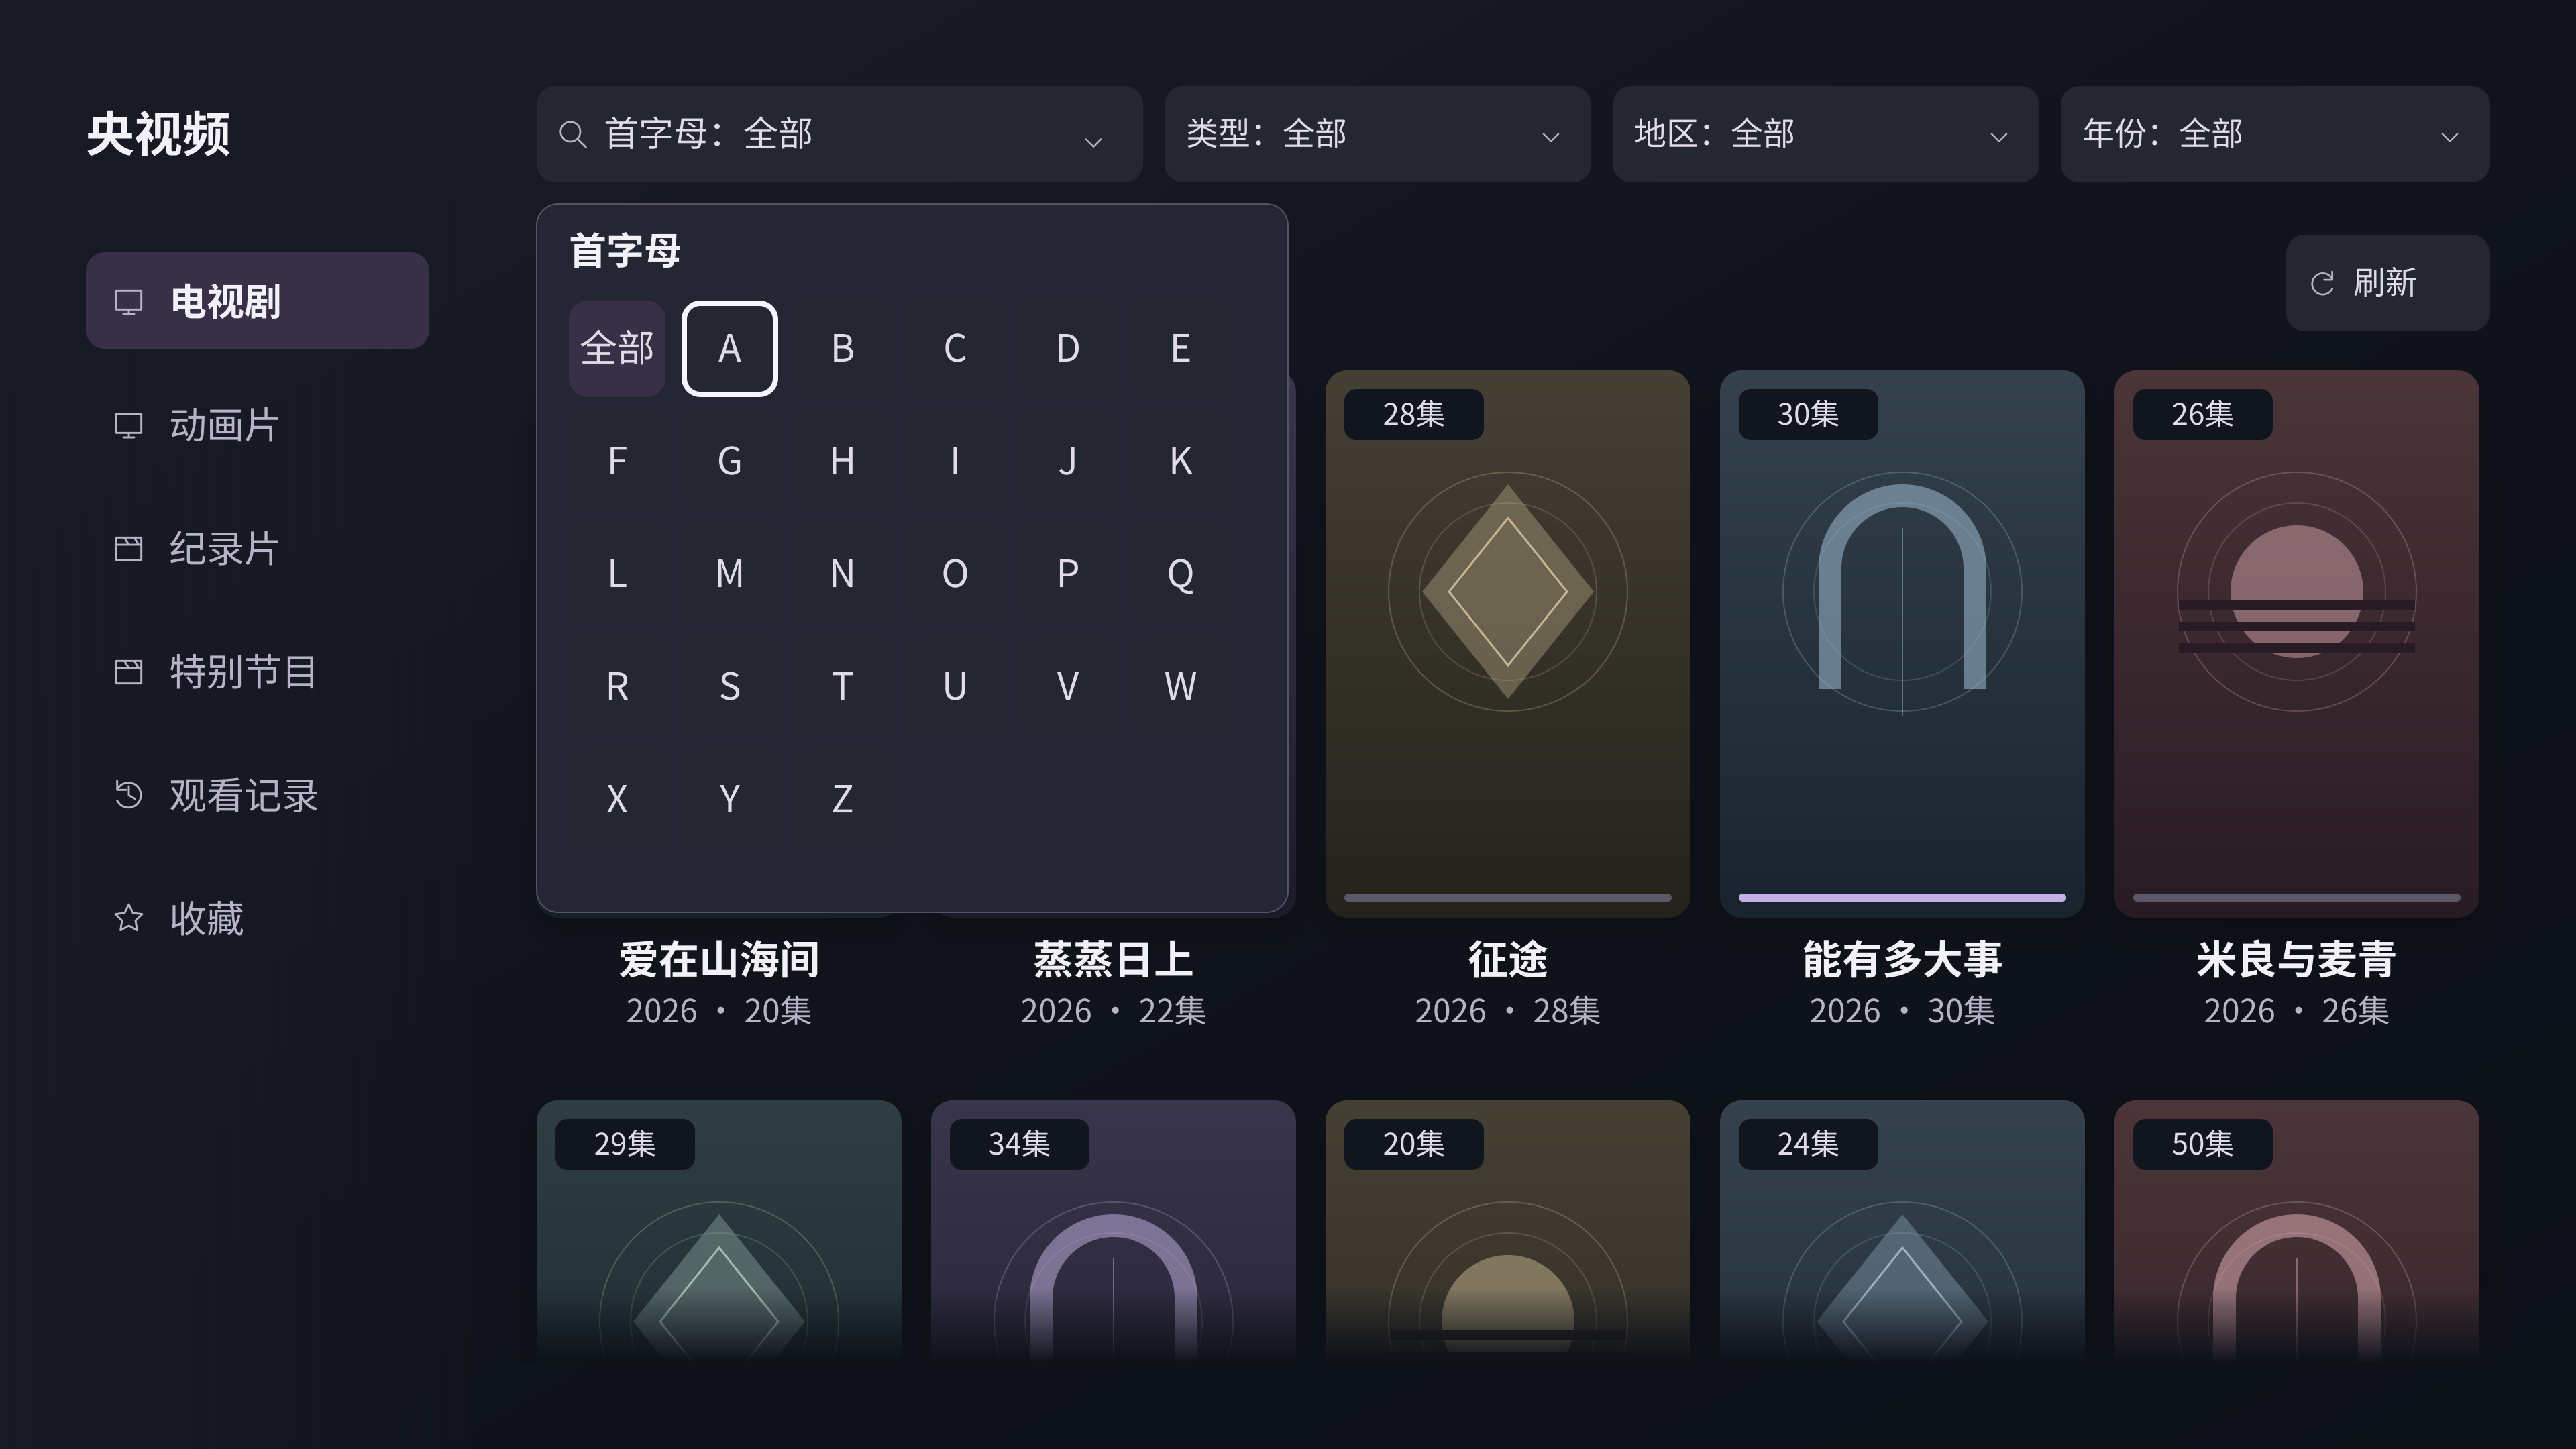 央视频
首字母：全部
类型：全部
地区：全部
年份：全部
电视剧
动画片
纪录片
特别节目
观看记录
收藏
首字母
全部 A B C D E
F G H I J K
L M N O P Q
R S T U V W
X Y Z
刷新
28集
30集
26集
爱在山海间
2026 • 20集
蒸蒸日上
2026 • 22集
征途
2026 • 28集
能有多大事
2026 • 30集
米良与麦青
2026 • 26集
29集
34集
20集
24集
50集